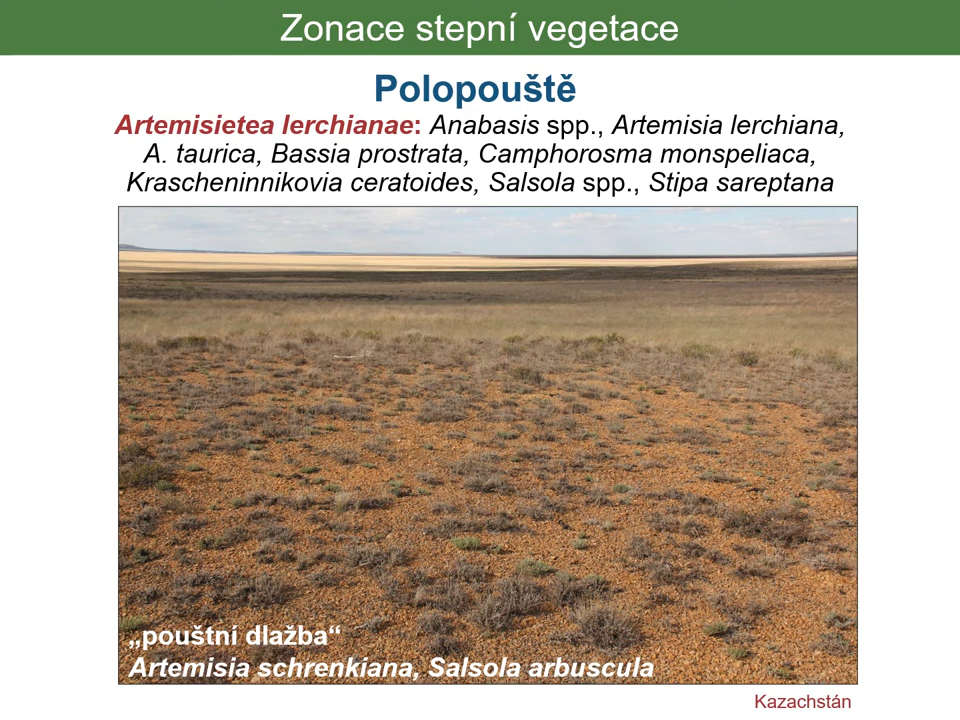 Zonace stepní vegetace
Polopouště
Artemisietea lerchianae: Anabasis spp., Artemisia lerchiana,
A. taurica, Bassia prostrata, Camphorosma monspeliaca,
Krascheninnikovia ceratoides, Salsola spp., Stipa sareptana
„pouštní dlažba“
Artemisia schrenkiana, Salsola arbuscula
Kazachstán